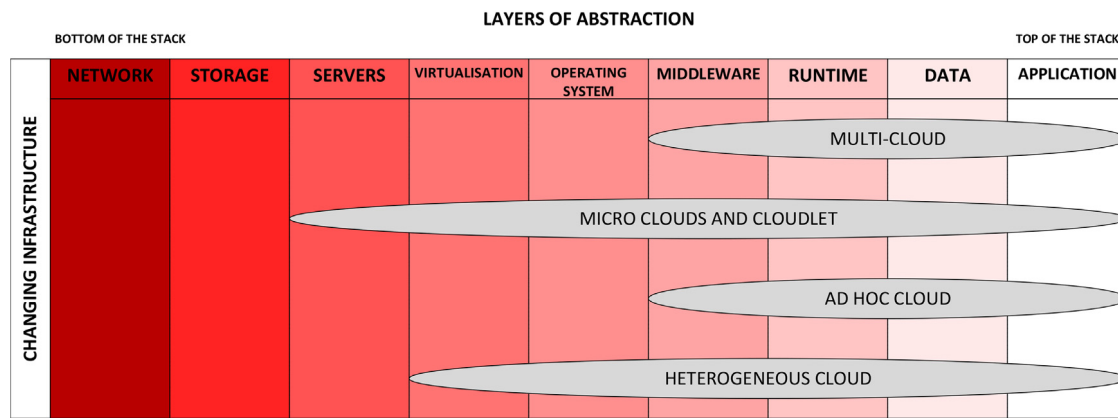 LAYERS OF ABSTRACTION
BOTTOM OF THE STACK
TOP OF THE STACK
NETWORK
STORAGE
SERVERS
VIRTUALISATION
OPERATING
SYSTEM
MIDDLEWARE
RUNTIME
DATA
APPLICATION
CHANGING INFRASTRUCTURE
MULTI-CLOUD
MICRO CLOUDS AND CLOUDLET
AD HOC CLOUD
HETEROGENEOUS CLOUD